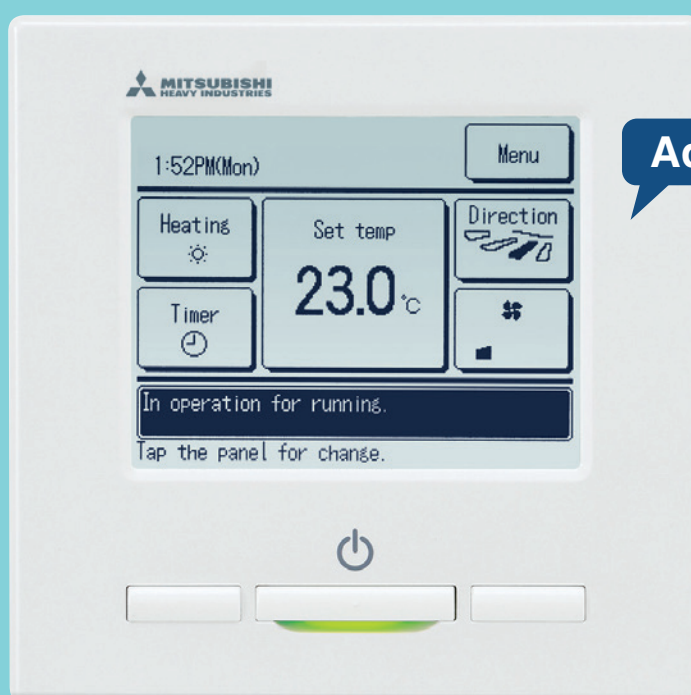 MITSUBISHI
HEAVY INDUSTRIES
1:52PM(Mon)
Menu
Heating
Set temp
Direction
23.0 °C
Timer
In operation for running.
Tap the panel for change.